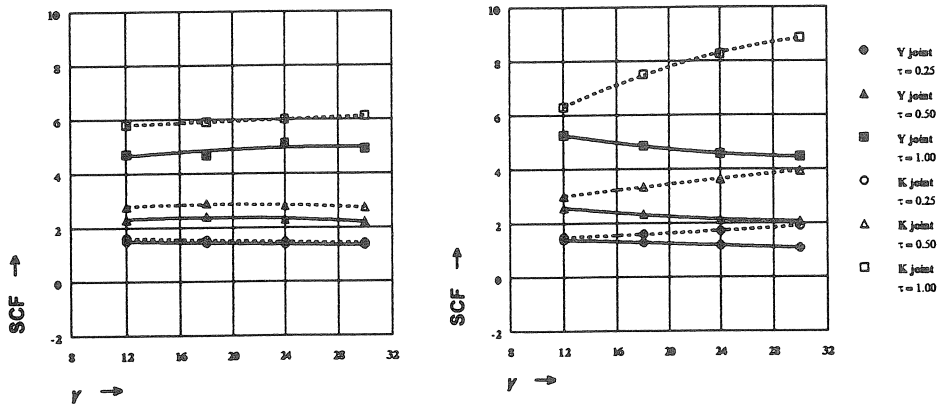 10
8
6
4
2
0
-2
8
12
16
20
24
28
32
SCF →
γ →
10
8
6
4
2
0
-2
8
12
16
20
24
28
32
SCF →
γ →
Y joint
τ = 0.25
Y joint
τ = 0.50
Y joint
τ = 1.00
K joint
τ = 0.25
K joint
τ = 0.50
K joint
τ = 1.00